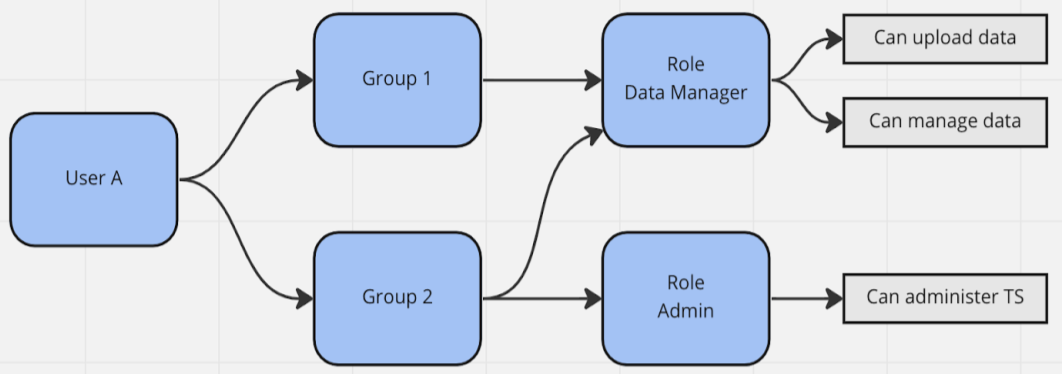 User A
Group 1
Group 2
Role
Data Manager
Role
Admin
Can upload data
Can manage data
Can administer TS